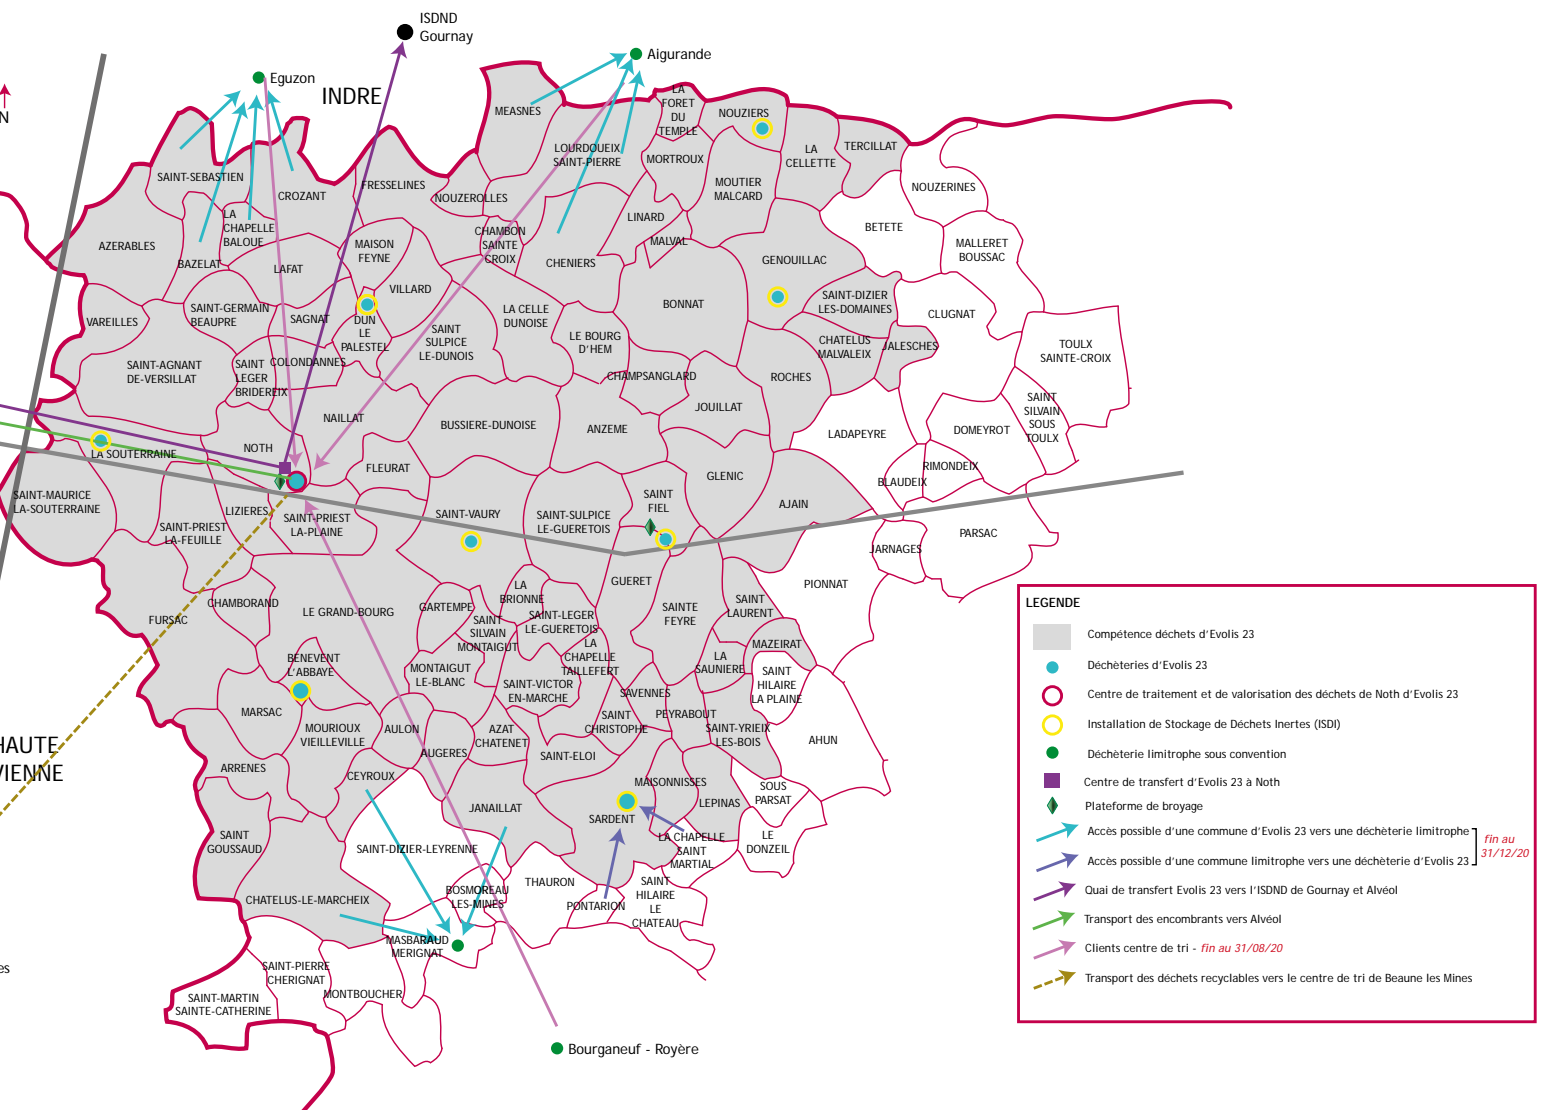 ISDND
Gournay
Aigurande
Eguzon
INDRE
N
MEASNES
LA
FORET
DU
TEMPLE
NOUZIERS
LOURDOUEIX
SAINT-PIERRE
MORTROUX
LA
CELLETTE
TERCILLAT
SAINT-SEBASTIEN
CROZANT
FRESSELINES
NOUZEROLLES
MOUTIER
MALCARD
NOUZERINES
LA
CHAPELLE
BALOUE
LINARD
BETETE
AZERABLES
BAZELAT
LAFAT
MAISON
FEYNE
CHAMBON
SAINTE
CROIX
CHENIERS
MALVAL
GENOUILLAC
MALLERET
BOUSSAC
VILLARD
VAREILLES
SAINT-GERMAIN
BEAUPRE
SAGNAT
DUN
LE
PALESTEL
SAINT
SULPICE
LE-DUNOIS
LA CELLE
DUNOISE
BONNAT
SAINT-DIZIER
LES-DOMAINES
CLUGNAT
LE BOURG
D'HEM
CHATELUS
MALVALEIX
JALESCHES
TOULX
SAINTE-CROIX
SAINT-AGNANT
DE-VERSILLAT
SAINT
LEGER
BRIDEREIX
COLONDANNES
CHAMPSANGLARD
ROCHES
JOUILLAT
SAINT
SILVAIN
SOUS
TOULX
NAILLAT
BUSSIERE-DUNOISE
ANZEME
LADAPEYRE
DOMEYROT
LA SOUTERRAINE
NOTH
FLEURAT
GLENIC
RIMONDEIX
BLAUDEIX
SAINT-MAURICE
LA-SOUTERRAINE
SAINT
FIEL
AJAIN
LIZIERES
SAINT-PRIEST
LA-PLAINE
SAINT-VAURY
SAINT-SULPICE
LE-GUERETOIS
SAINT-PRIEST
LA-FEUILLE
PARSAC
JARNAGES
GUERET
PIONNAT
CHAMBORAND
LE GRAND-BOURG
GARTEMPE
LA
BRIONNE
SAINT
LAURENT
FURSAC
SAINT
SILVAIN
MONTAIGUT
SAINT-LEGER
LE-GUERETOIS
SAINTE
FEYRE
MAZEIRAT
BENEVENT
L'ABBAYE
MONTAIGUT
LE-BLANC
LA
CHAPELLE
TAILLEFERT
LA
SAUNIERE
SAINT
HILAIRE
LA PLAINE
SAINT-VICTOR
EN-MARCHE
SAVENNES
MARSAC
MOURIOUX
VIEILLEVILLE
AULON
AZAT
CHATENET
SAINT
CHRISTOPHE
PEYRABOUT
SAINT-YRIEIX
LES-BOIS
AHUN
HAUTE
VIENNE
AUGERES
SAINT-ELOI
ARRENES
CEYROUX
MAISONNISSES
SOUS
PARSAT
JANAILLAT
LEPINAS
SARDENT
SAINT
GOUSSAUD
SAINT-DIZIER-LEYRENNE
LA CHAPELLE
SAINT
MARTIAL
LE
DONZEIL
CHATELUS-LE-MARCHEIX
BOSMOREAU
LES-MINES
THAURON
PONTARION
SAINT
HILAIRE
LE
CHATEAU
MASBARAUD
MERIGNAT
es
SAINT-PIERRE
CHERIGNAT
MONTBOUCHER
SAINT-MARTIN
SAINTE-CATHERINE
Bourganeuf - Royère
LEGENDE
Compétence déchets d'Evolis 23
Déchèteries d'Evolis 23
Centre de traitement et de valorisation des déchets de Noth d'Evolis 23
Installation de Stockage de Déchets Inertes (ISDI)
Déchèterie limitrophe sous convention
Centre de transfert d'Evolis 23 à Noth
Plateforme de broyage
Accès possible d'une commune d'Evolis 23 vers une déchèterie limitrophe
Accès possible d'une commune limitrophe vers une déchèterie d'Evolis 23
fin au
31/12/20
Quai de transfert Evolis 23 vers l'ISDND de Gournay et Alvéol
Transport des encombrants vers Alvéol
Clients centre de tri - fin au 31/08/20
Transport des déchets recyclables vers le centre de tri de Beaune les Mines